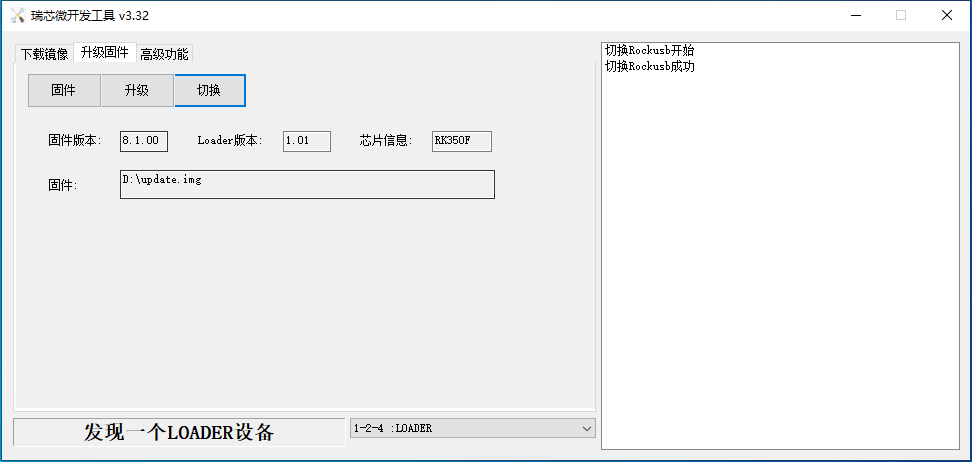 瑞芯微开发工具 v3.32
下载镜像 升级固件 高级功能
固件 升级 切换
固件版本: 8.1.00 Loader版本: 1.01 芯片信息: RK350F
固件: D:\update.img
发现一个LOADER设备 1-2-4 :LOADER
切换Rockusb开始
切换Rockusb成功